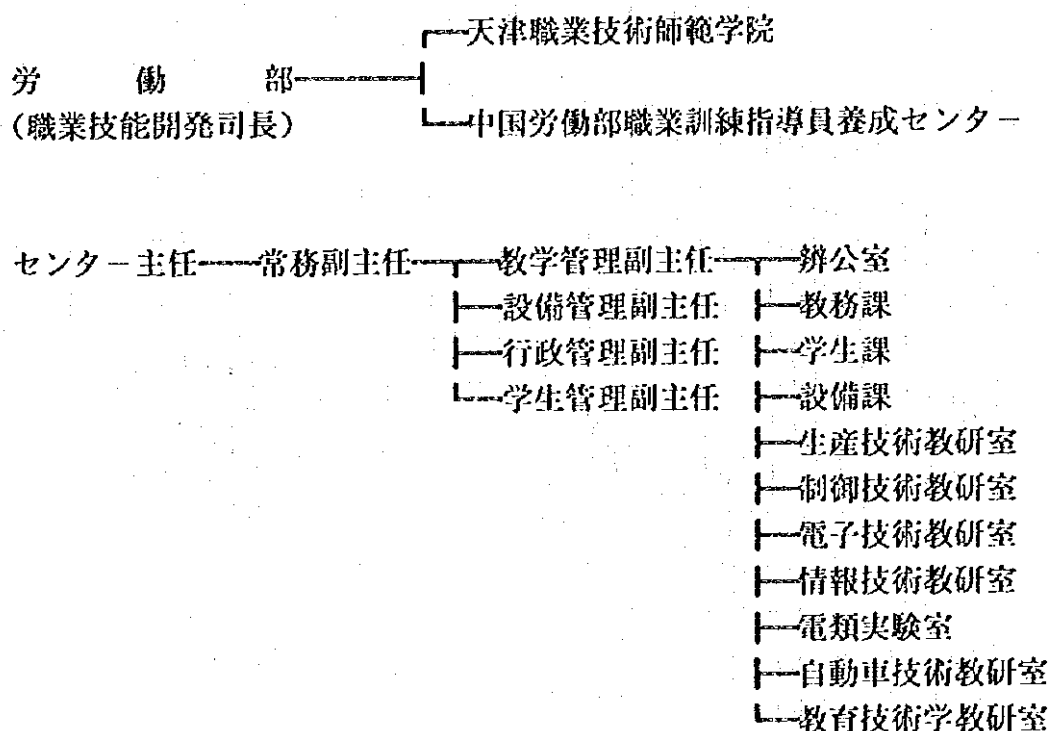 天津職業技術師範学院
労働部
(職業技能開発司長)
中国労働部職業訓練指導員養成センター
センター主任 常務副主任 教学管理副主任 辨公室
設備管理副主任 教務課
行政管理副主任 学生課
学生管理副主任 設備課
生産技術教研室
制御技術教研室
電子技術教研室
情報技術教研室
電類実験室
自動車技術教研室
教育技術学教研室